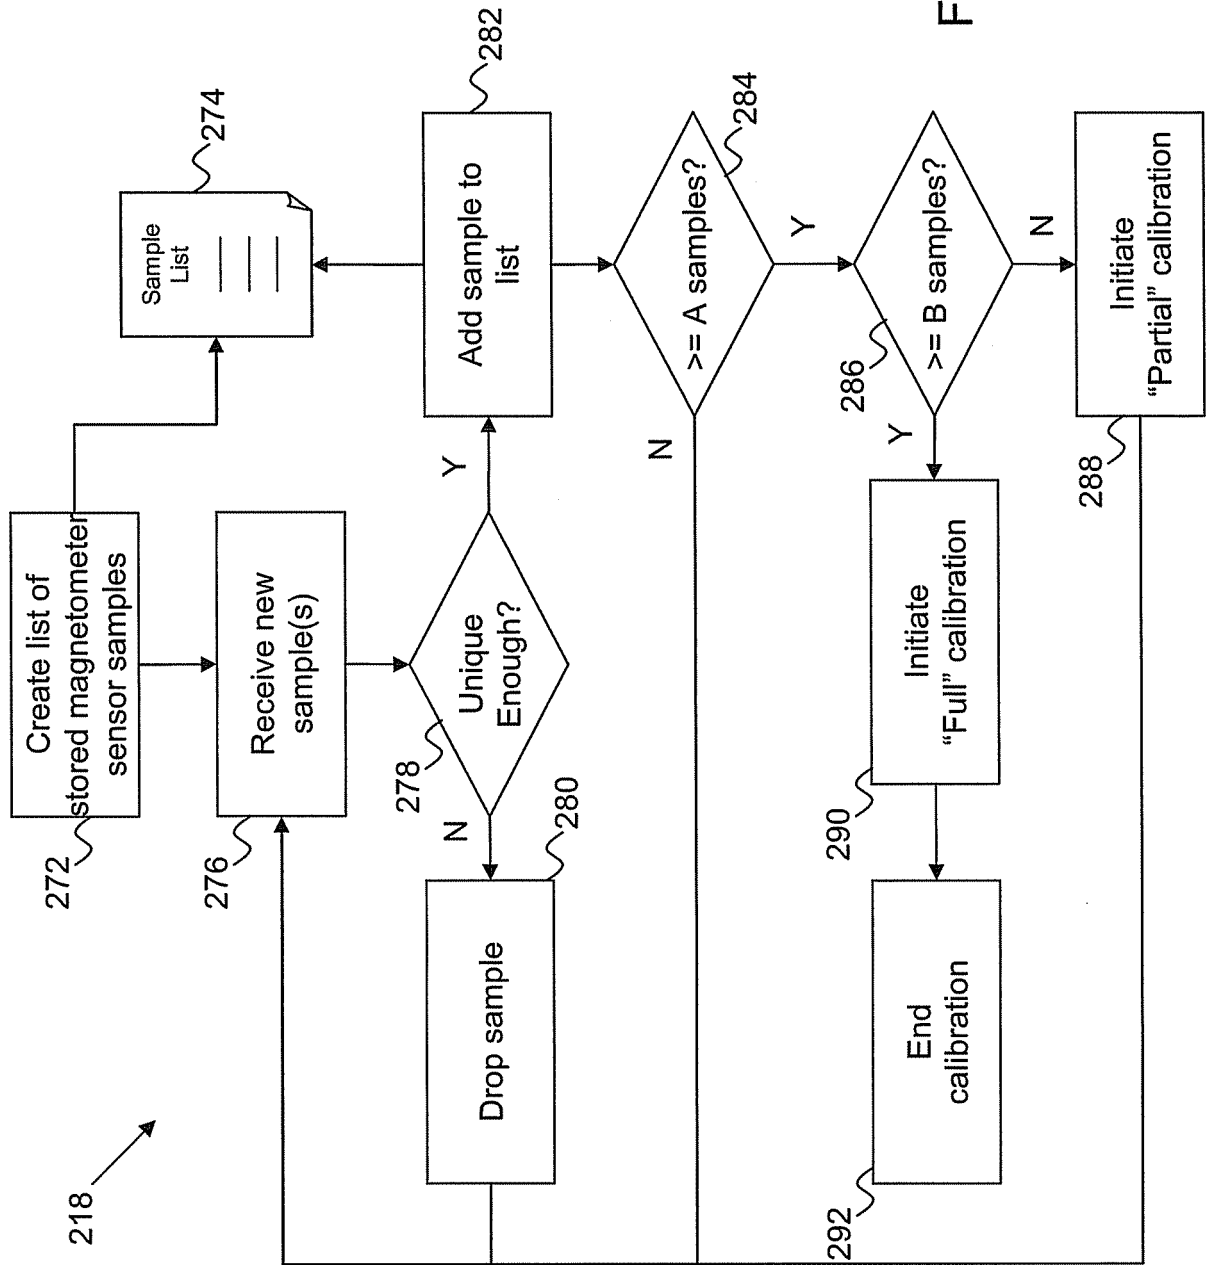 218
272
Create list of
stored magnetometer
sensor samples
274
Sample
List
276
Receive new
sample(s)
278
Unique
Enough?
N
Y
280
Drop sample
282
Add sample to
list
284
>= A samples?
N
Y
286
>= B samples?
Y
N
288
Initiate
“Partial” calibration
290
Initiate
“Full” calibration
292
End
calibration
F